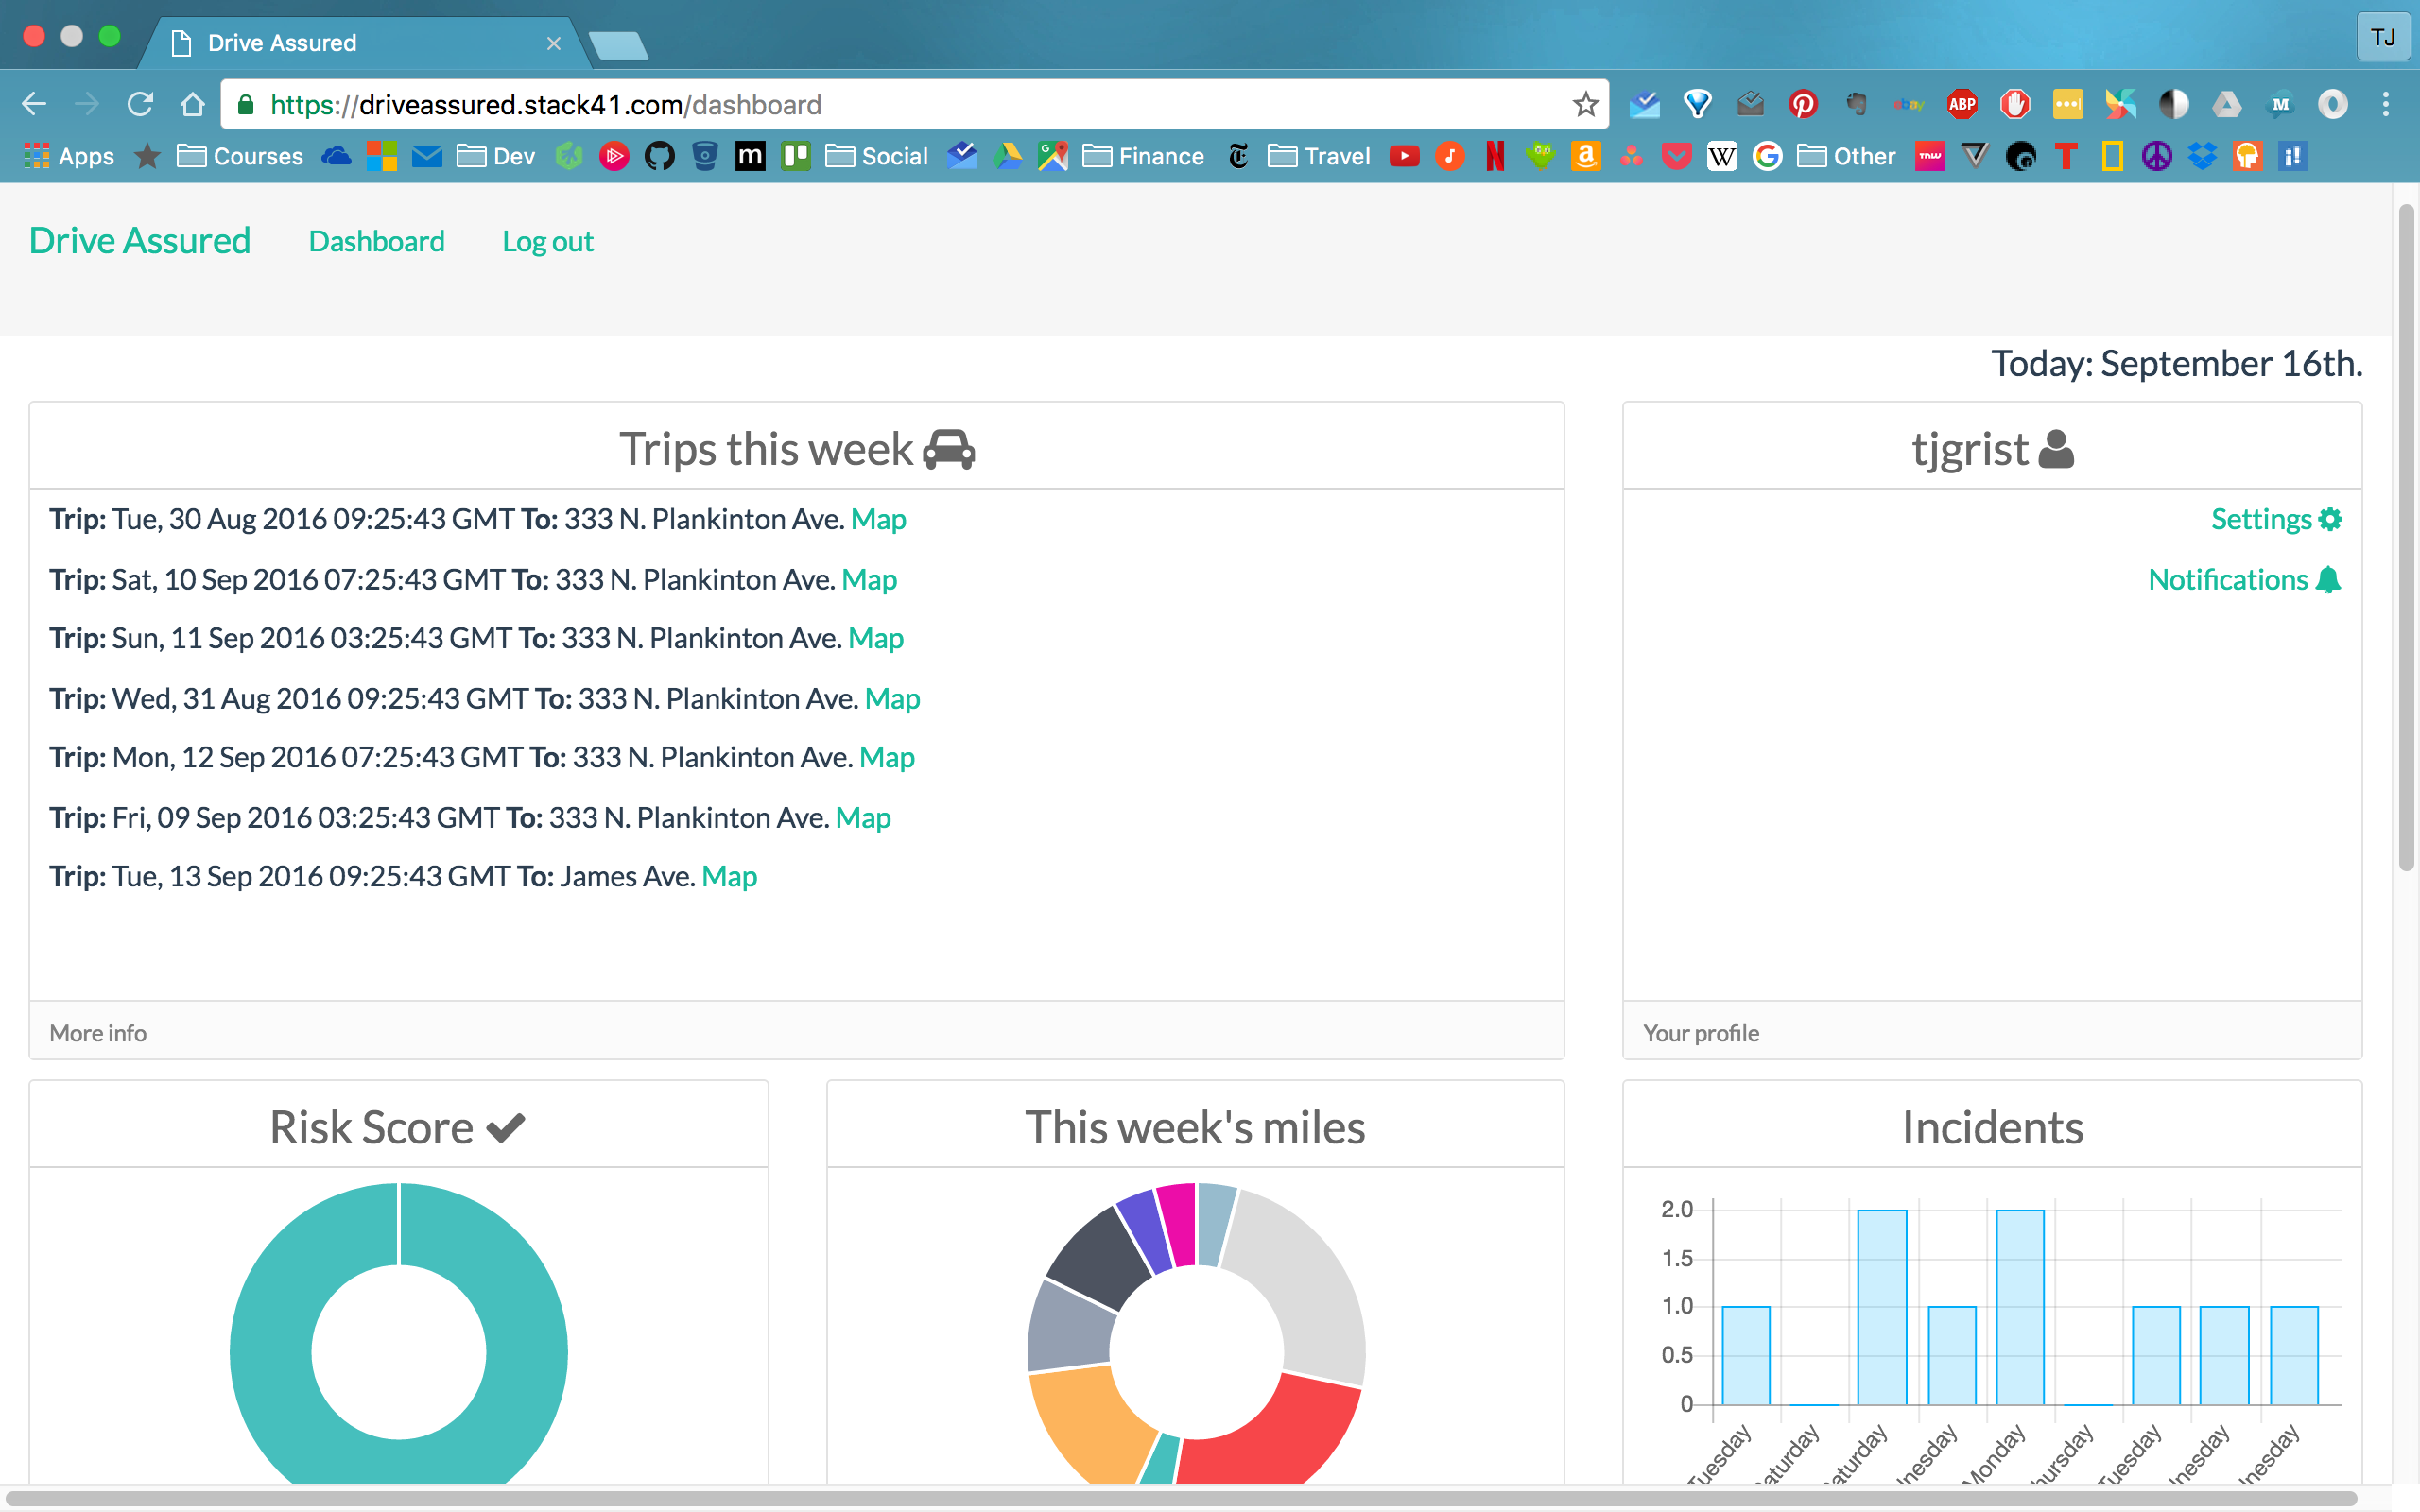 Drive Assured
TJ
https://driveassured.stack41.com/dashboard
ebay ABP M
Apps Courses Dev m Social Finance Travel N a W G Other TNW T i!
Drive Assured Dashboard Log out
Today: September 16th.
Trips this week
Trip: Tue, 30 Aug 2016 09:25:43 GMT To: 333 N. Plankinton Ave. Map
Trip: Sat, 10 Sep 2016 07:25:43 GMT To: 333 N. Plankinton Ave. Map
Trip: Sun, 11 Sep 2016 03:25:43 GMT To: 333 N. Plankinton Ave. Map
Trip: Wed, 31 Aug 2016 09:25:43 GMT To: 333 N. Plankinton Ave. Map
Trip: Mon, 12 Sep 2016 07:25:43 GMT To: 333 N. Plankinton Ave. Map
Trip: Fri, 09 Sep 2016 03:25:43 GMT To: 333 N. Plankinton Ave. Map
Trip: Tue, 13 Sep 2016 09:25:43 GMT To: James Ave. Map
More info
tjgrist
Settings
Notifications
Your profile
Risk Score
This week's miles
Incidents
2.0
1.5
1.0
0.5
0
Tuesday
aturday
aturday
nesday
Monday
ursday
Tuesday
nesday
nesday